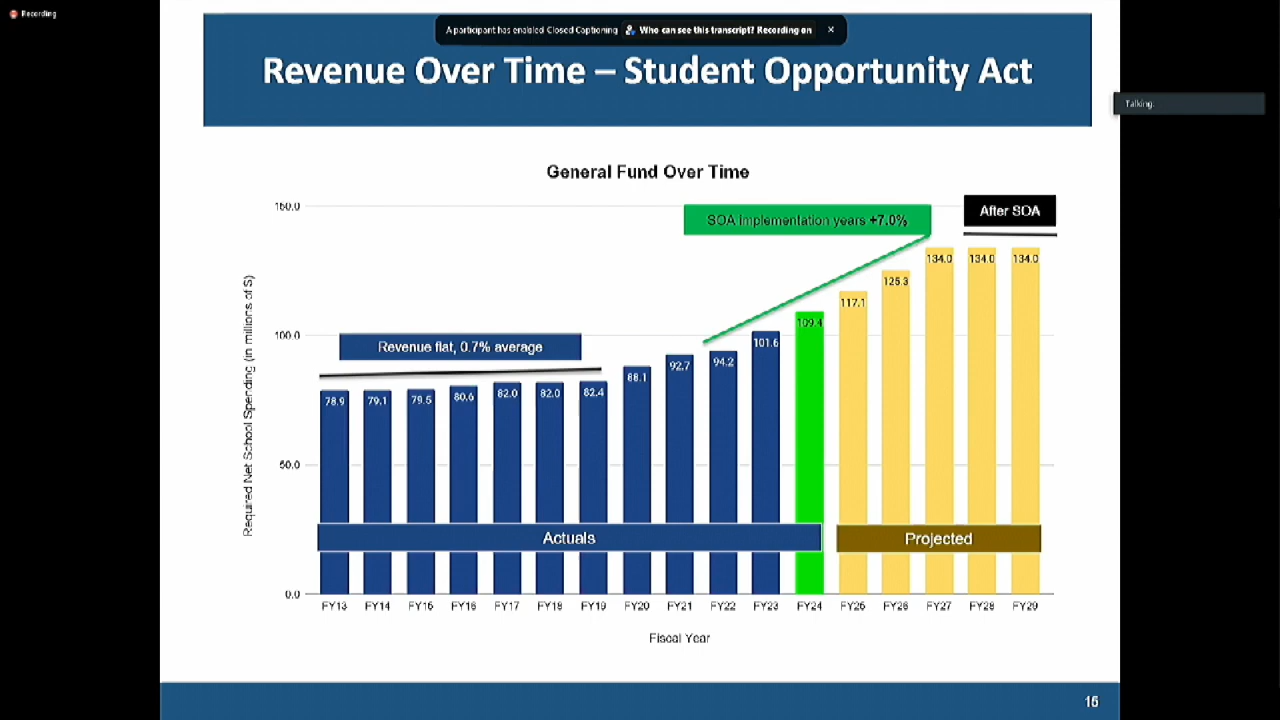 Recording
A participant has enabled Closed Captioning Who can see this transcript? Recording on ×
Revenue Over Time – Student Opportunity Act
Talking:
General Fund Over Time
150.0
SOA implementation years +7.0%
After SOA
134.0 134.0 134.0
125.3
117.1
109.4
100.0
101.6
Revenue flat, 0.7% average
94.2
92.7
88.1
78.9 79.1 79.5 80.6 82.0 82.0 82.4
Required Net School Spending (in millions of $)
50.0
Actuals
Projected
0.0
FY13 FY14 FY15 FY16 FY17 FY18 FY19 FY20 FY21 FY22 FY23 FY24 FY25 FY26 FY27 FY28 FY29
Fiscal Year
15